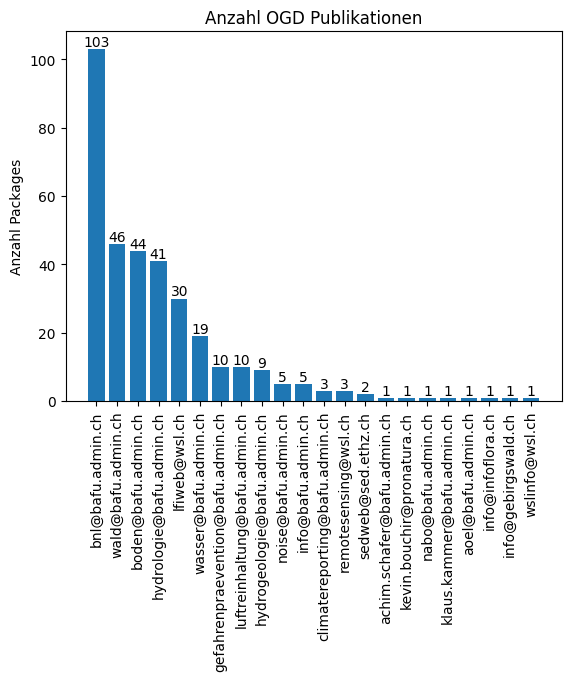 Anzahl OGD Publikationen
Anzahl Packages
100
80
60
40
20
0
103
46
44
41
30
19
10
10
9
5
5
3
3
2
1
1
1
1
1
1
1
1
bnl@bafu.admin.ch
wald@bafu.admin.ch
boden@bafu.admin.ch
hydrologie@bafu.admin.ch
lfiweb@wsl.ch
wasser@bafu.admin.ch
gefahrenpraevention@bafu.admin.ch
luftreinhaltung@bafu.admin.ch
hydrogeologie@bafu.admin.ch
noise@bafu.admin.ch
info@bafu.admin.ch
climatereporting@bafu.admin.ch
remotesensing@wsl.ch
sedweb@sed.ethz.ch
achim.schafer@bafu.admin.ch
kevin.bouchir@pronatura.ch
nabo@bafu.admin.ch
klaus.kammer@bafu.admin.ch
aoel@bafu.admin.ch
info@infoflora.ch
info@gebirgswald.ch
wslinfo@wsl.ch